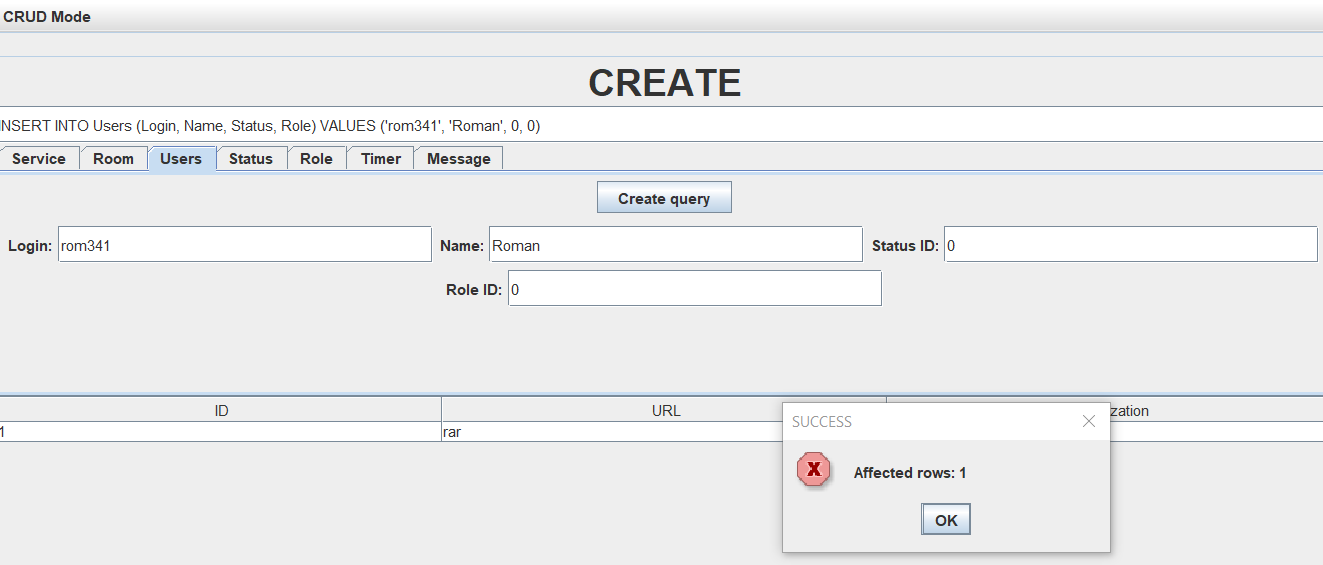 CRUD Mode
CREATE
INSERT INTO Users (Login, Name, Status, Role) VALUES ('rom341', 'Roman', 0, 0)
Service Room Users Status Role Timer Message
Create query
Login: rom341 Name: Roman Status ID: 0
Role ID: 0
ID URL zation
1 rar
SUCCESS
X
Affected rows: 1
OK